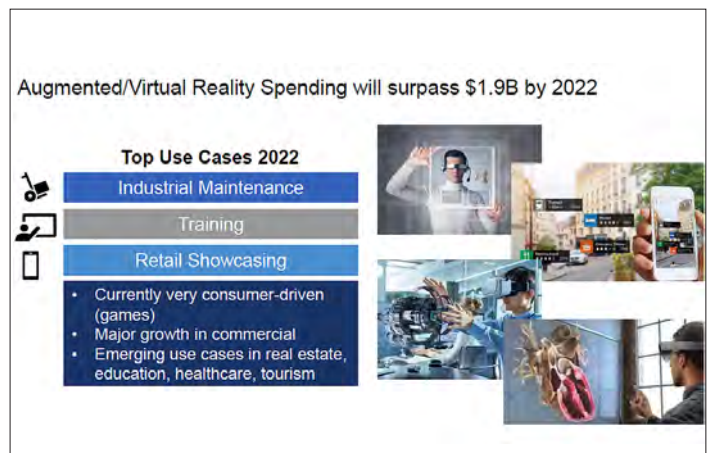 Augmented/Virtual Reality Spending will surpass $1.9B by 2022
Top Use Cases 2022
Industrial Maintenance
Training
Retail Showcasing
• Currently very consumer-driven
(games)
• Major growth in commercial
• Emerging use cases in real estate,
education, healthcare, tourism